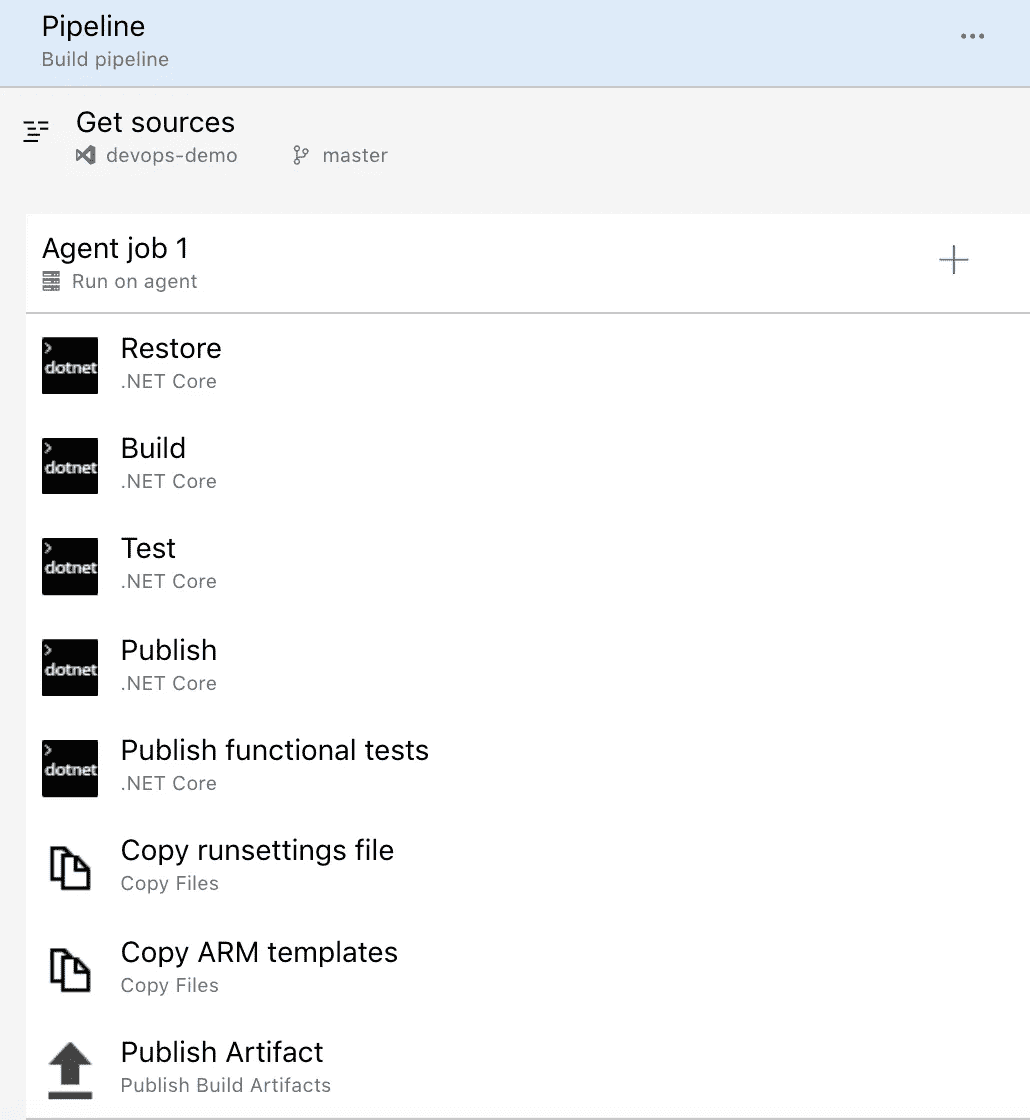 Pipeline
Build pipeline
Get sources
devops-demo master
Agent job 1
Run on agent
dotnet
Restore
.NET Core
dotnet
Build
.NET Core
dotnet
Test
.NET Core
dotnet
Publish
.NET Core
dotnet
Publish functional tests
.NET Core
Copy runsettings file
Copy Files
Copy ARM templates
Copy Files
Publish Artifact
Publish Build Artifacts